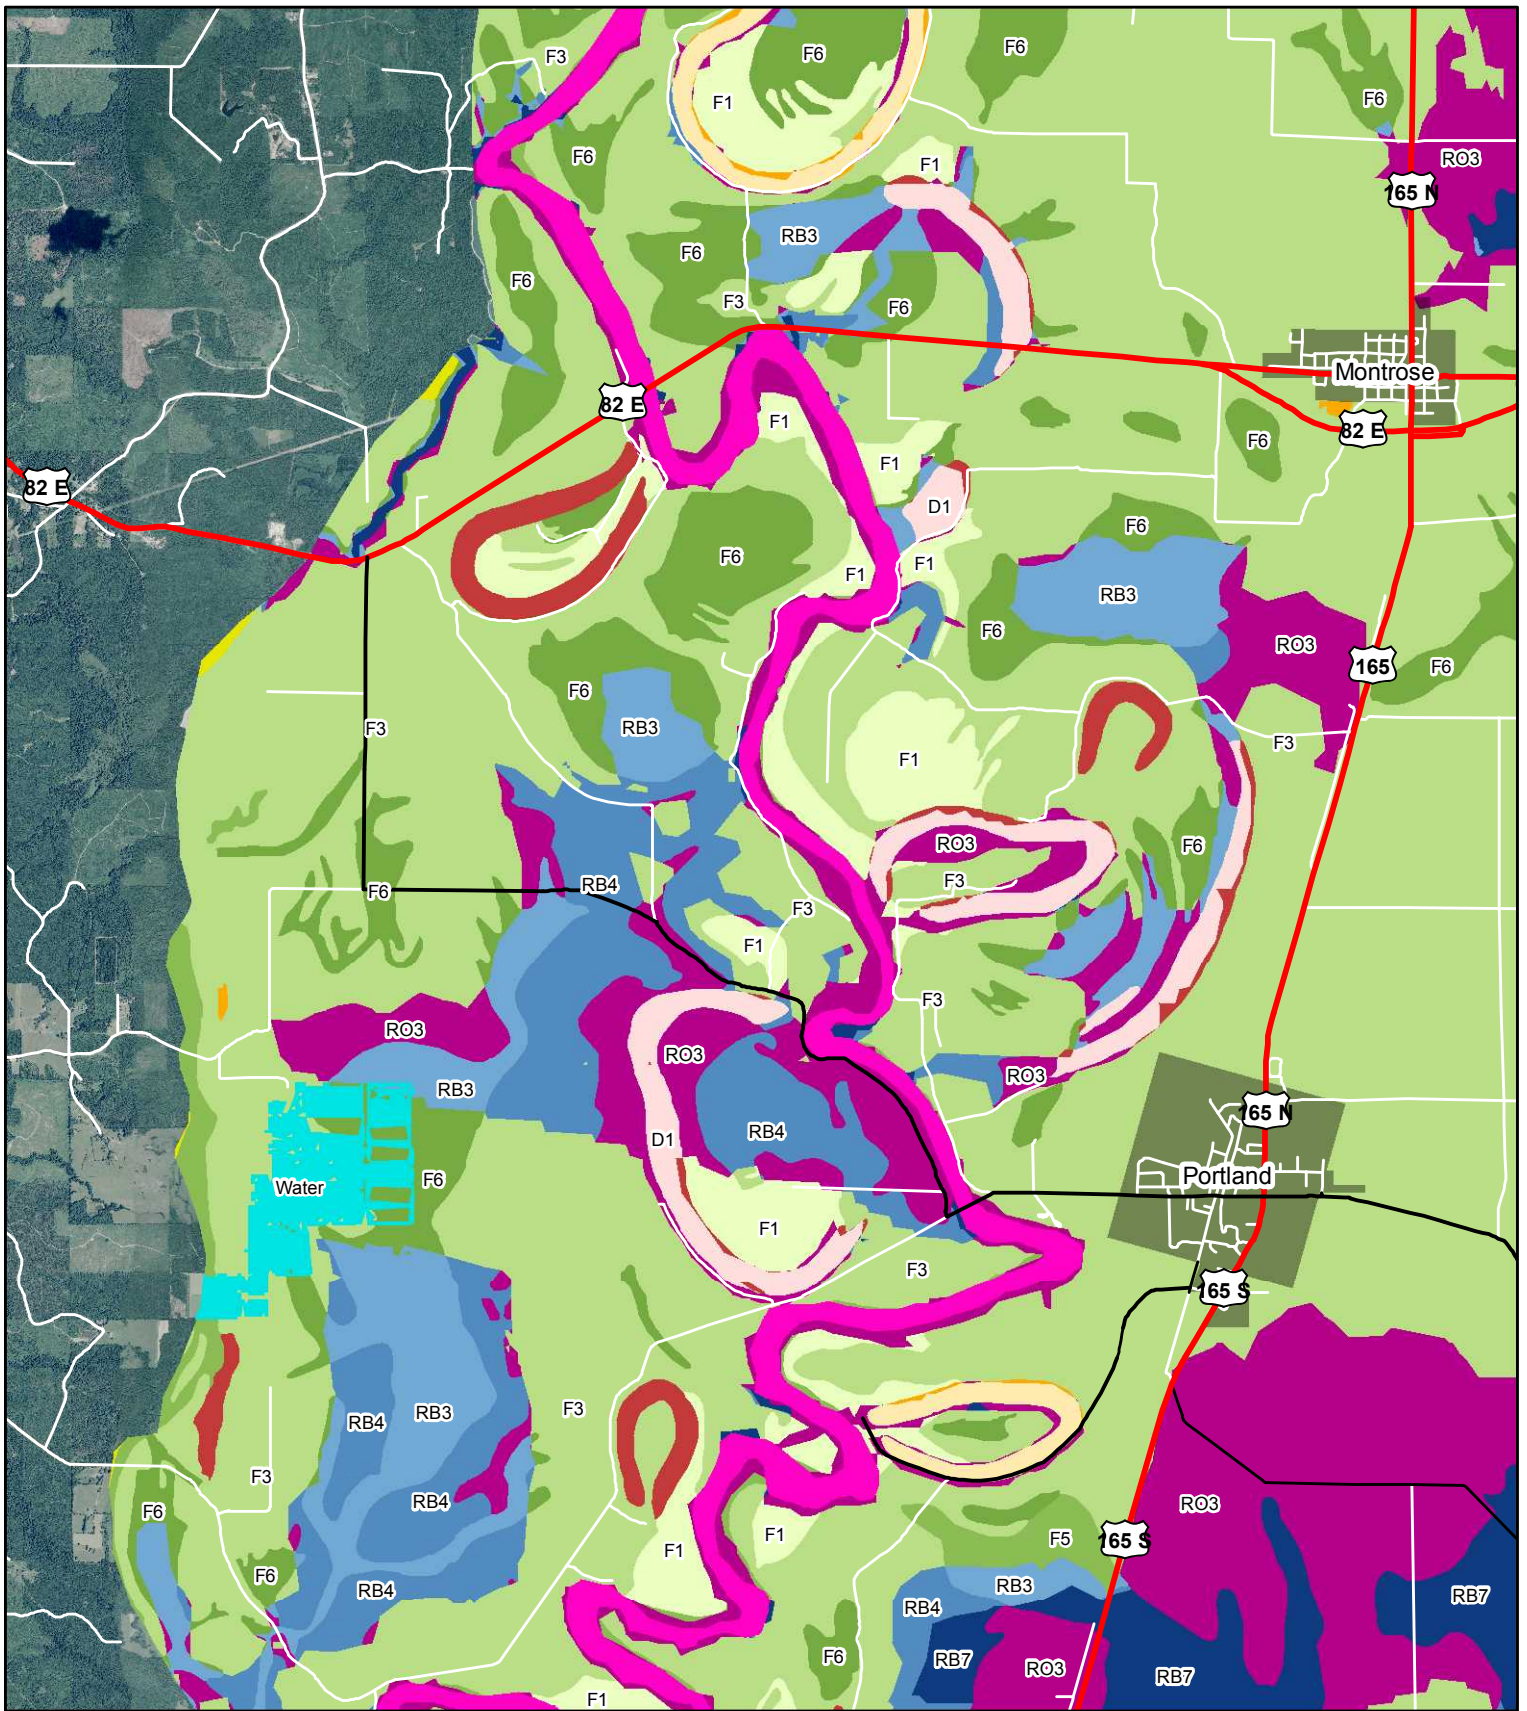 F3
F6
F6
F1
F6
F6
F1
RO3
165 N
RB3
F6
F6
F3
F6
Montrose
82 E
F1
82 E
F6
F1
82 E
D1
F6
F6
F1
F1
RB3
F6
RO3
165
F6
F6
RB3
F3
F3
F1
RO3
F6
F3
RB4
F6
F3
F1
F3
RO3
RO3
RO3
RB3
165 N
RB4
D1
Portland
F6
Water
F1
F3
165 S
F3
RB3
RB4
F3
RB4
RO3
F6
F1
F5
165 S
F1
F6
RB3
RB4
RB7
RB4
F6
RB7
RO3
RB7
F1